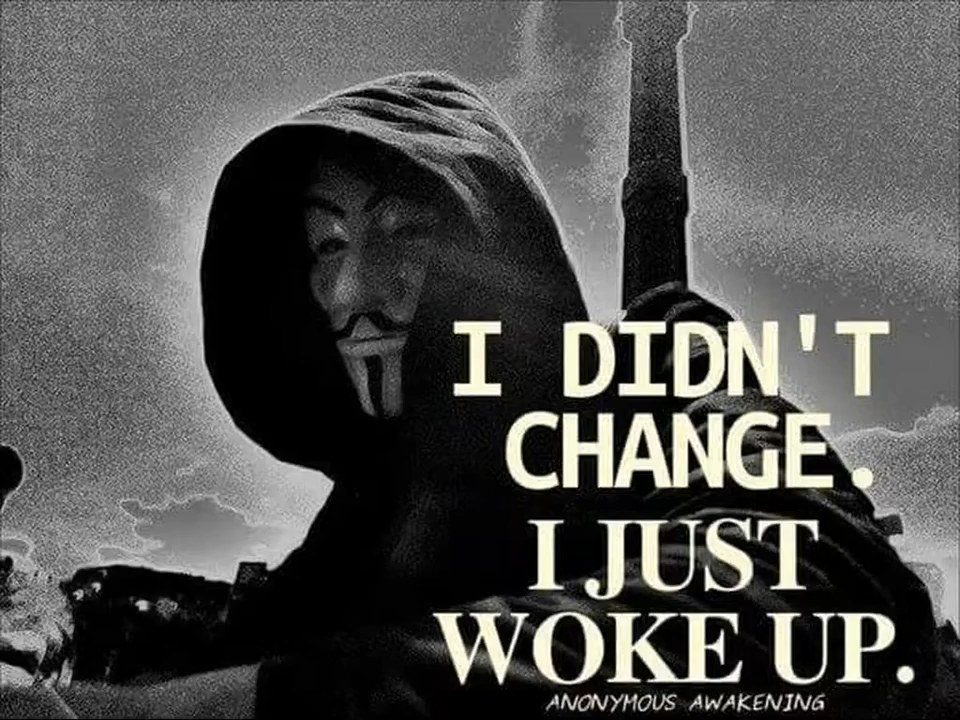 I DIDN'T
CHANGE.
I JUST
WOKE UP.
ANONYMOUS AWAKENING